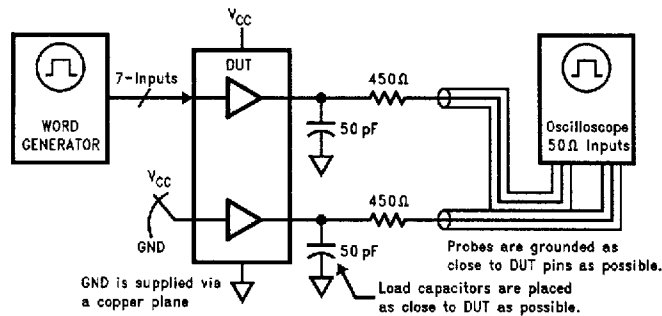 VCC
7-Inputs
DUT
450Ω
WORD
GENERATOR
50 pF
Oscilloscope
50Ω Inputs
VCC
GND
450Ω
50 pF
GND is supplied via
a copper plane
Probes are grounded as
close to DUT pins as possible.
Load capacitors are placed
as close to DUT as possible.